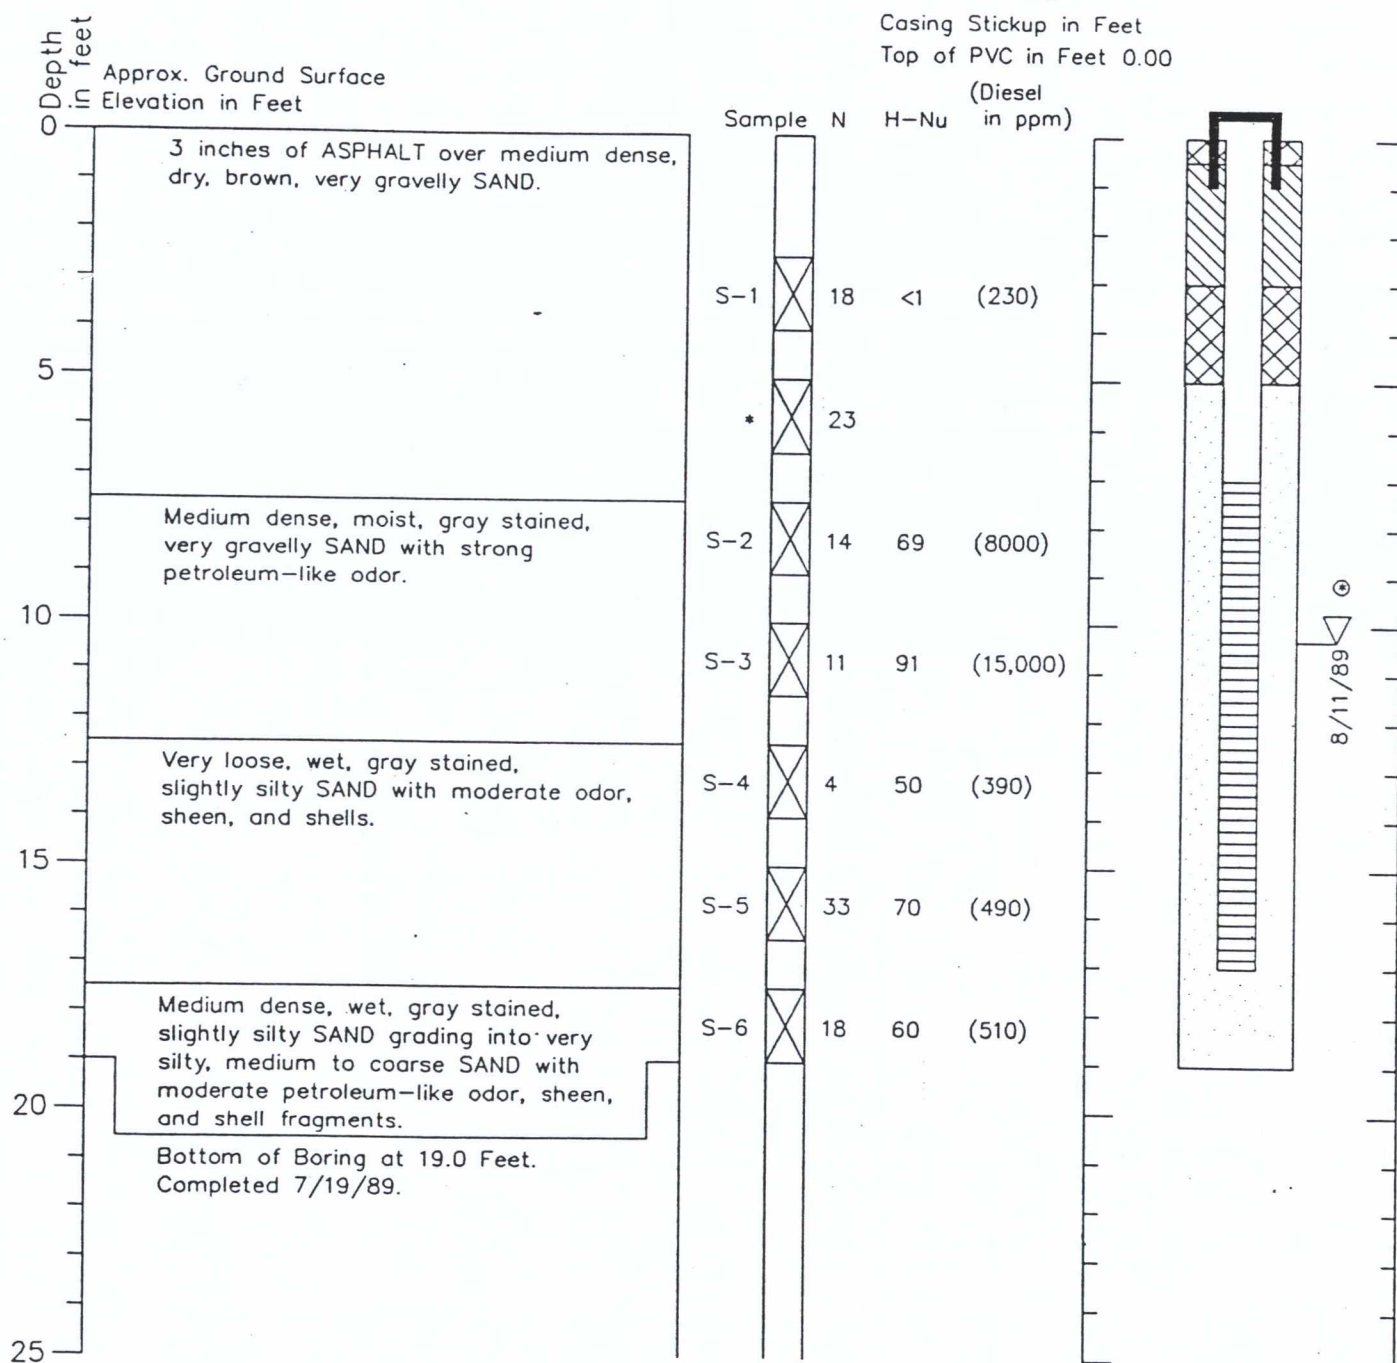 Casing Stickup in Feet
Top of PVC in Feet 0.00
Depth
in feet
Approx. Ground Surface
Elevation in Feet
Sample N H-Nu (Diesel
in ppm)
0
3 inches of ASPHALT over medium dense,
dry, brown, very gravelly SAND.
S-1 18 <1 (230)
5
* 23
Medium dense, moist, gray stained,
very gravelly SAND with strong
petroleum-like odor.
S-2 14 69 (8000)
10
S-3 11 91 (15,000)
8/11/89
Very loose, wet, gray stained,
slightly silty SAND with moderate odor,
sheen, and shells.
S-4 4 50 (390)
15
S-5 33 70 (490)
Medium dense, wet, gray stained,
slightly silty SAND grading into very
silty, medium to coarse SAND with
moderate petroleum-like odor, sheen,
and shell fragments.
S-6 18 60 (510)
20
Bottom of Boring at 19.0 Feet.
Completed 7/19/89.
25